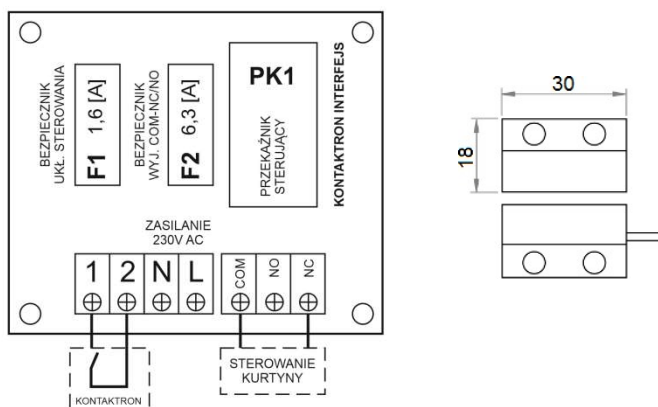 BEZPIECZNIK
UKŁ. STEROWANIA
F1 1,6 [A]
BEZPIECZNIK
WYJ. COM-NC/NO
F2 6,3 [A]
PK1
PRZEKAŹNIK
STERUJĄCY
KONTAKTRON INTERFEJS
ZASILANIE
230V AC
1 2 N L
COM NO NC
KONTAKTRON
STEROWANIE
KURTYNY
30
18